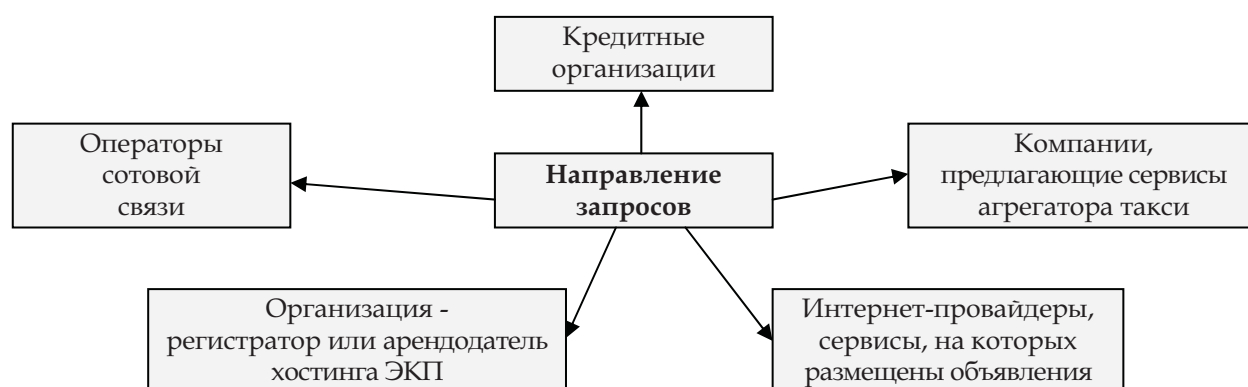 Кредитные
организации
Операторы
сотовой
связи
Направление
запросов
Компании,
предлагающие сервисы
агрегатора такси
Организация -
регистратор или арендодатель
хостинга ЭКП
Интернет-провайдеры,
сервисы, на которых
размещены объявления